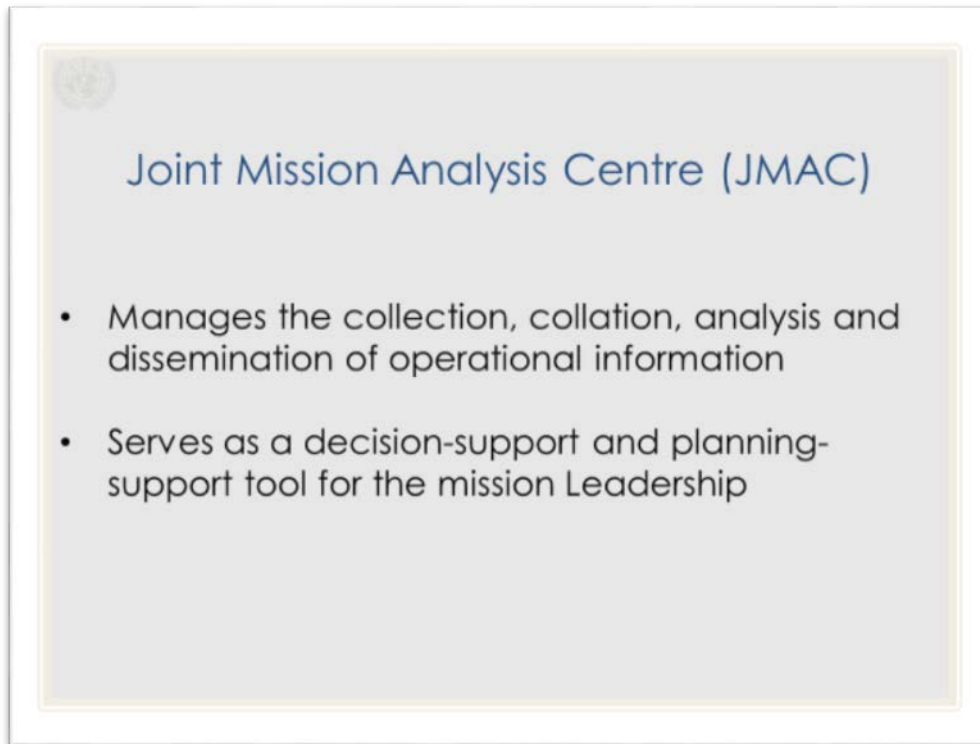 Joint Mission Analysis Centre (JMAC)
• Manages the collection, collation, analysis and
dissemination of operational information
• Serves as a decision-support and planning-
support tool for the mission Leadership